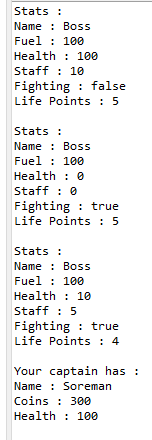 Stats :
Name : Boss
Fuel : 100
Health : 100
Staff : 10
Fighting : false
Life Points : 5

Stats :
Name : Boss
Fuel : 100
Health : 0
Staff : 0
Fighting : true
Life Points : 5

Stats :
Name : Boss
Fuel : 100
Health : 10
Staff : 5
Fighting : true
Life Points : 4

Your captain has :
Name : Soreman
Coins : 300
Health : 100